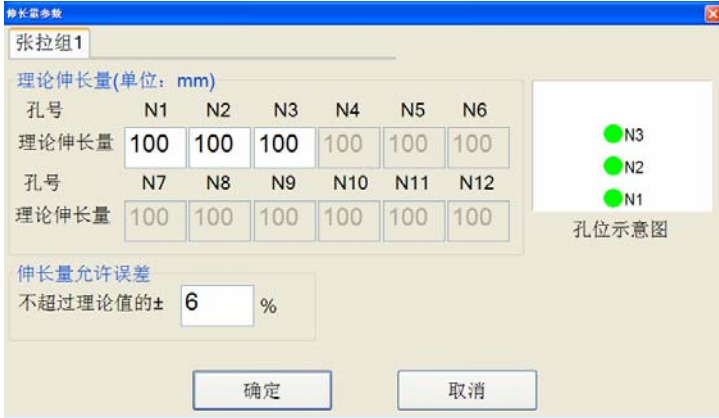 伸长量参数
张拉组1
理论伸长量(单位：mm)
孔号 N1 N2 N3 N4 N5 N6
理论伸长量 100 100 100 100 100 100
孔号 N7 N8 N9 N10 N11 N12
理论伸长量 100 100 100 100 100 100
N3
N2
N1
孔位示意图
伸长量允许误差
不超过理论值的± 6 %
确定 取消